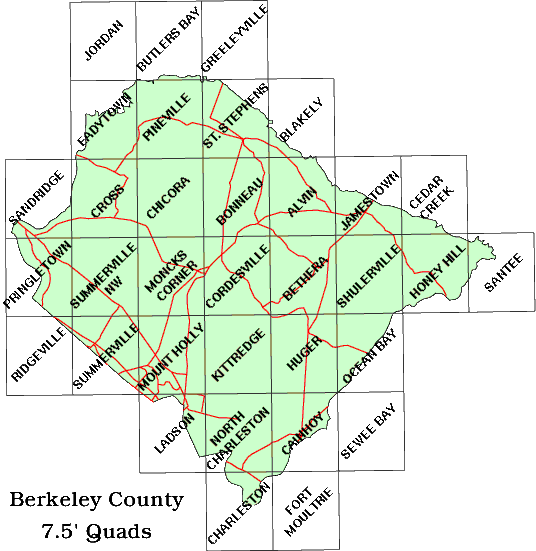 JORDAN
BUTLERS BAY
GREELEYVILLE
EADYTOWN
PINEVILLE
ST. STEPHENS
BLAKELY
SANDRIDGE
CROSS
CHICORA
BONNEAU
ALVIN
JAMESTOWN
CEDAR
CREEK
PRINGLETOWN
SUMMERVILLE
NW
MONCKS
CORNER
CORDESVILLE
BETHERA
SHULERVILLE
HONEY HILL
SANTEE
RIDGEVILLE
SUMMERVILLE
MOUNT HOLLY
KITTREDGE
HUGER
OCEAN BAY
LADSON
NORTH
CHARLESTON
CAINHOY
SEWEE BAY
CHARLESTON
FORT
MOULTRIE
Berkeley County
7.5' Quads